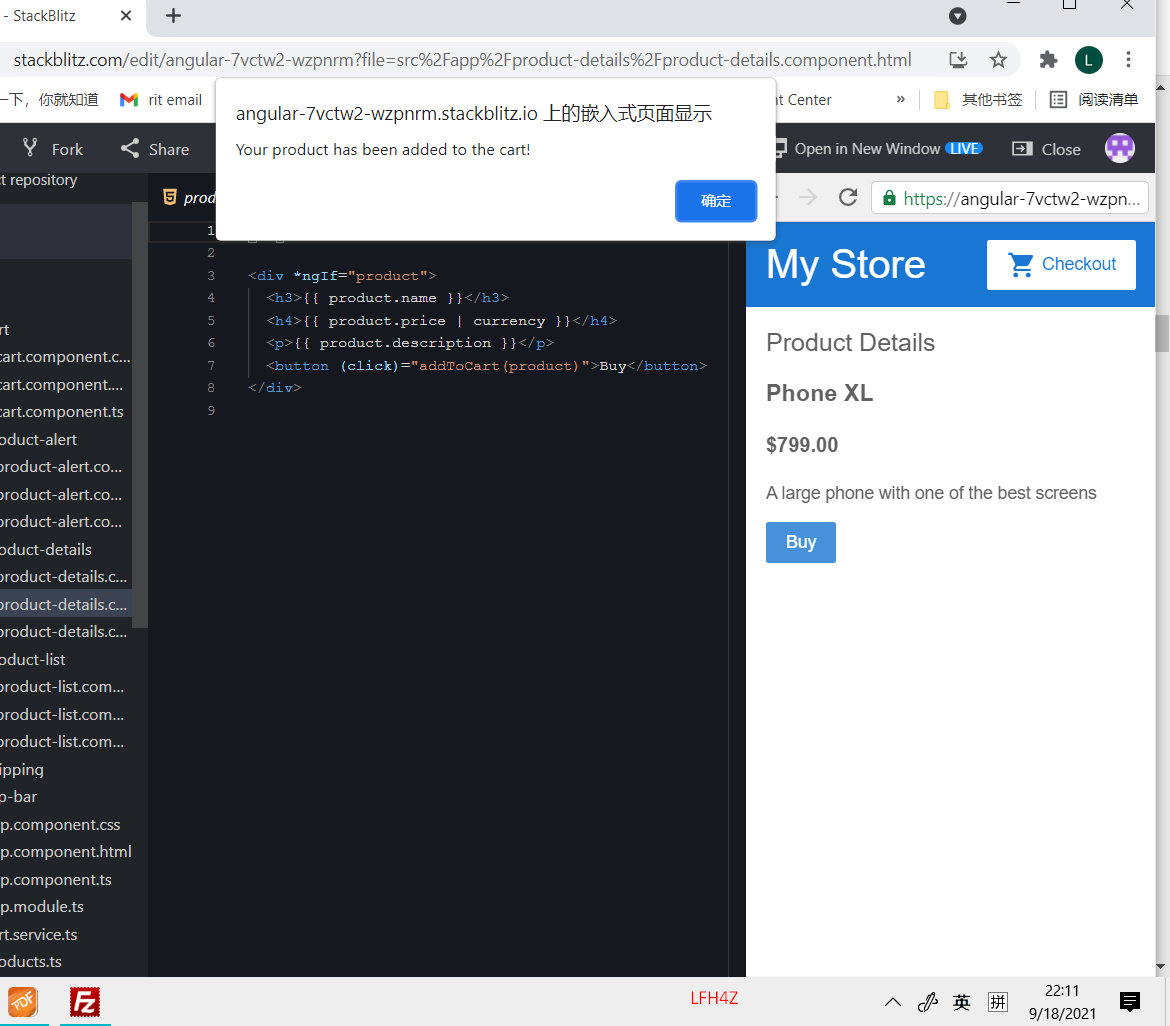 - StackBlitz
stackblitz.com/edit/angular-7vctw2-wzpnrm?file=src%2Fapp%2Fproduct-details%2Fproduct-details.component.html
L
一下，你就知道
rit email
nt Center
»
其他书签
阅读清单
angular-7vctw2-wzpnrm.stackblitz.io 上的嵌入式页面显示
Your product has been added to the cart!
确定
Fork
Share
Open in New Window LIVE
Close
ct repository
prod
https://angular-7vctw2-wzpn...
1
2
3 <div *ngIf="product">
4 <h3>{{ product.name }}</h3>
5 <h4>{{ product.price | currency }}</h4>
6 <p>{{ product.description }}</p>
7 <button (click)="addToCart(product)">Buy</button>
8 </div>
9
rt
cart.component.c...
cart.component....
cart.component.ts
oduct-alert
product-alert.co...
product-alert.co...
product-alert.co...
oduct-details
product-details.c...
product-details.c...
product-details.c...
oduct-list
product-list.com...
product-list.com...
product-list.com...
ipping
p-bar
p.component.css
p.component.html
p.component.ts
p.module.ts
rt.service.ts
oducts.ts
My Store
Checkout
Product Details
Phone XL
$799.00
A large phone with one of the best screens
Buy
PDF
Fz
LFH4Z
英
拼
22:11
9/18/2021